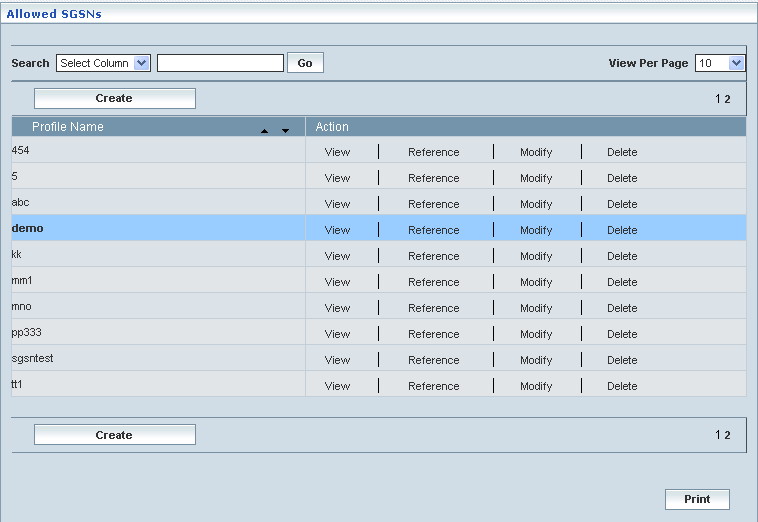 Allowed SGSNs
Search Select Column Go View Per Page 10
Create 1 2
Profile Name Action
454 View Reference Modify Delete
5 View Reference Modify Delete
abc View Reference Modify Delete
demo View Reference Modify Delete
kk View Reference Modify Delete
mm1 View Reference Modify Delete
mno View Reference Modify Delete
pp333 View Reference Modify Delete
sgsntest View Reference Modify Delete
tt1 View Reference Modify Delete
Create 1 2
Print